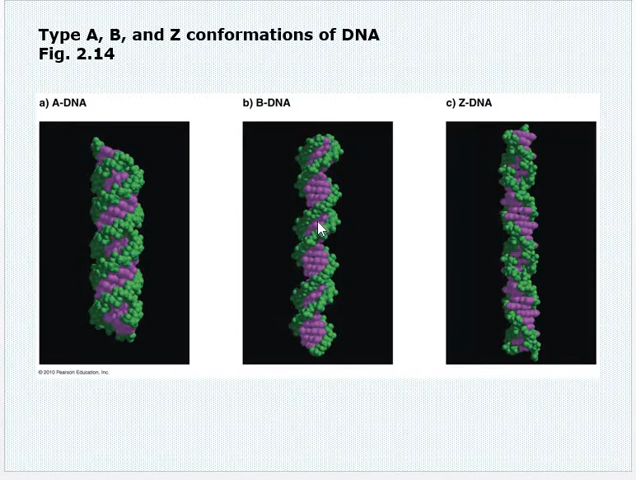 Type A, B, and Z conformations of DNA
Fig. 2.14
a) A-DNA
b) B-DNA
c) Z-DNA
© 2010 Pearson Education, Inc.